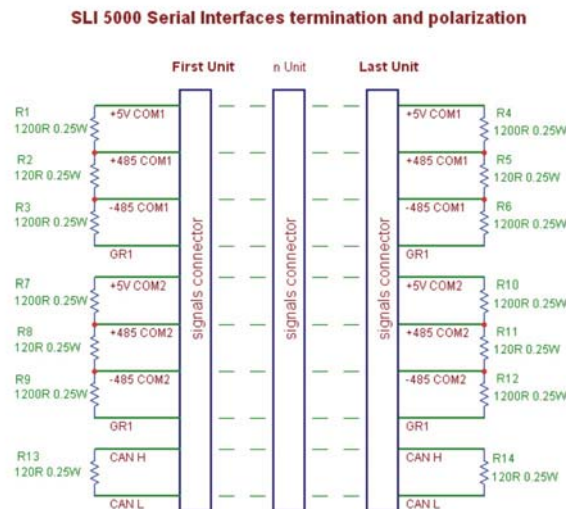 SLI 5000 Serial Interfaces termination and polarization
First Unit
n Unit
Last Unit
R1
1200R 0.25W
R2
120R 0.25W
R3
1200R 0.25W
+5V COM1
+485 COM1
-485 COM1
GR1
R7
1200R 0.25W
R8
120R 0.25W
R9
1200R 0.25W
+5V COM2
+485 COM2
-485 COM2
GR1
R13
120R 0.25W
CAN H
CAN L
signals connector
signals connector
signals connector
+5V COM1
+485 COM1
-485 COM1
GR1
R4
1200R 0.25W
R5
120R 0.25W
R6
1200R 0.25W
+5V COM2
+485 COM2
-485 COM2
GR1
R10
1200R 0.25W
R11
120R 0.25W
R12
1200R 0.25W
CAN H
CAN L
R14
120R 0.25W